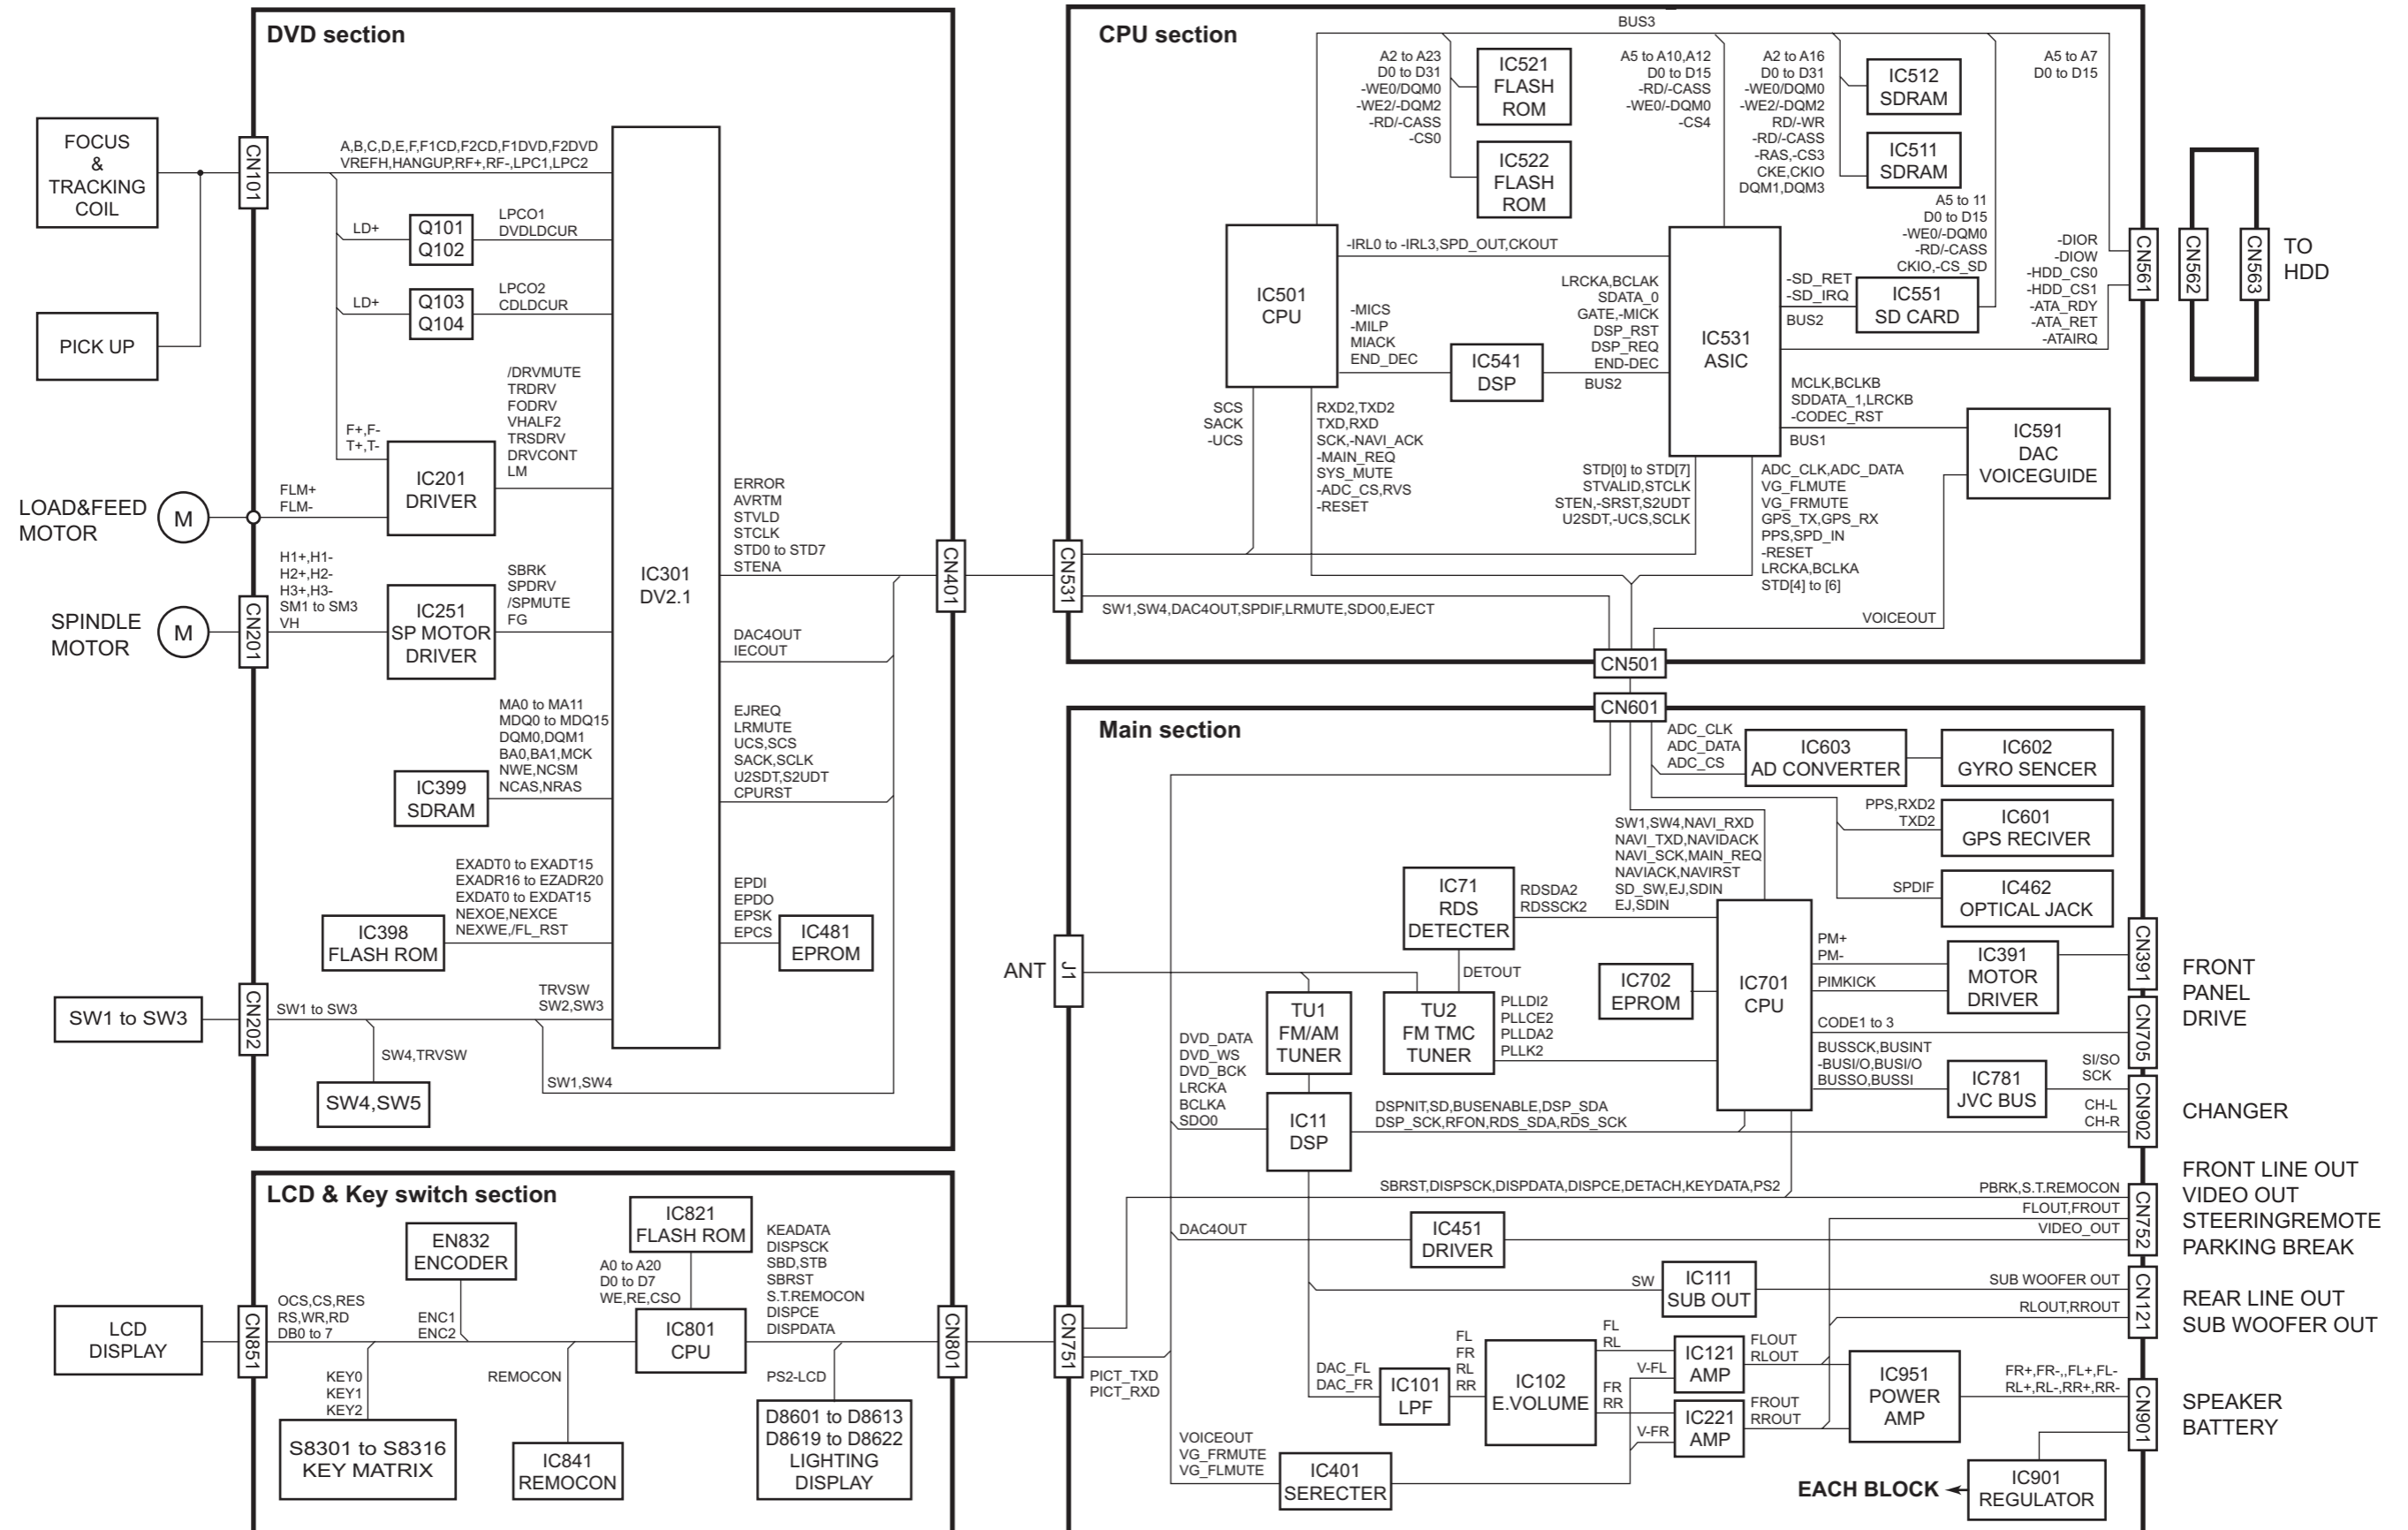 DVD section
FOCUS
&
TRACKING
COIL
PICK UP
LOAD&FEED
MOTOR
M
SPINDLE
MOTOR
M
SW1 to SW3
CN101
CN201
CN202
A,B,C,D,E,F,F1CD,F2CD,F1DVD,F2DVD
VREFH,HANGUP,RF+,RF-,LPC1,LPC2
LD+
Q101
Q102
LPCO1
DVDLDCUR
LD+
Q103
Q104
LPCO2
CDLDCUR
F+,F-
T+,T-
FLM+
FLM-
IC201
DRIVER
/DRVMUTE
TRDRV
FODRV
VHALF2
TRSDRV
DRVCONT
LM
H1+,H1-
H2+,H2-
H3+,H3-
SM1 to SM3
VH
IC251
SP MOTOR
DRIVER
SBRK
SPDRV
/SPMUTE
FG
MA0 to MA11
MDQ0 to MDQ15
DQM0,DQM1
BA0,BA1,MCK
NWE,NCSM
NCAS,NRAS
IC399
SDRAM
EXADT0 to EXADT15
EXADR16 to EZADR20
EXDAT0 to EXDAT15
NEXOE,NEXCE
NEXWE,/FL_RST
IC398
FLASH ROM
SW1 to SW3
TRVSW
SW2,SW3
SW4,TRVSW
SW4,SW5
SW1,SW4
IC301
DV2.1
ERROR
AVRTM
STVLD
STCLK
STD0 to STD7
STENA
DAC4OUT
IECOUT
EJREQ
LRMUTE
UCS,SCS
SACK,SCLK
U2SDT,S2UDT
CPURST
EPDI
EPDO
EPSK
EPCS
IC481
EPROM
CN401
LCD & Key switch section
LCD
DISPLAY
CN851
OCS,CS,RES
RS,WR,RD
DB0 to 7
EN832
ENCODER
ENC1
ENC2
KEY0
KEY1
KEY2
S8301 to S8316
KEY MATRIX
REMOCON
IC841
REMOCON
IC821
FLASH ROM
A0 to A20
D0 to D7
WE,RE,CSO
IC801
CPU
KEADATA
DISPSCK
SBD,STB
SBRST
S.T.REMOCON
DISPCE
DISPDATA
PS2-LCD
D8601 to D8613
D8619 to D8622
LIGHTING
DISPLAY
CN801
CPU section
BUS3
A2 to A23
D0 to D31
-WE0/DQM0
-WE2/-DQM2
-RD/-CASS
-CS0
IC521
FLASH
ROM
IC522
FLASH
ROM
A5 to A10,A12
D0 to D15
-RD/-CASS
-WE0/-DQM0
-CS4
A2 to A16
D0 to D31
-WE0/DQM0
-WE2/-DQM2
RD/-WR
-RD/-CASS
-RAS,-CS3
CKE,CKIO
DQM1,DQM3
IC512
SDRAM
IC511
SDRAM
A5 to A7
D0 to D15
A5 to 11
D0 to D15
-WE0/-DQM0
-RD/-CASS
CKIO,-CS_SD
IC501
CPU
-IRL0 to -IRL3,SPD_OUT,CKOUT
-MICS
-MILP
MIACK
END_DEC
IC541
DSP
LRCKA,BCLAK
SDATA_0
GATE,-MICK
DSP_RST
DSP_REQ
END-DEC
BUS2
IC531
ASIC
-SD_RET
-SD_IRQ
BUS2
IC551
SD CARD
-DIOR
-DIOW
-HDD_CS0
-HDD_CS1
-ATA_RDY
-ATA_RET
-ATAIRQ
CN561
CN562
CN563
TO
HDD
MCLK,BCLKB
SDDATA_1,LRCKB
-CODEC_RST
BUS1
IC591
DAC
VOICEGUIDE
SCS
SACK
-UCS
RXD2,TXD2
TXD,RXD
SCK,-NAVI_ACK
-MAIN_REQ
SYS_MUTE
-ADC_CS,RVS
-RESET
STD[0] to STD[7]
STVALID,STCLK
STEN,-SRST,S2UDT
U2SDT,-UCS,SCLK
ADC_CLK,ADC_DATA
VG_FLMUTE
VG_FRMUTE
GPS_TX,GPS_RX
PPS,SPD_IN
-RESET
LRCKA,BCLKA
STD[4] to [6]
CN531
SW1,SW4,DAC4OUT,SPDIF,LRMUTE,SDO0,EJECT
VOICEOUT
CN501
CN601
Main section
ADC_CLK
ADC_DATA
ADC_CS
IC603
AD CONVERTER
IC602
GYRO SENCER
PPS,RXD2
TXD2
IC601
GPS RECIVER
SPDIF
IC462
OPTICAL JACK
SW1,SW4,NAVI_RXD
NAVI_TXD,NAVIDACK
NAVI_SCK,MAIN_REQ
NAVIACK,NAVIRST
SD_SW,EJ,SDIN
EJ,SDIN
IC71
RDS
DETECTER
RDSDA2
RDSSCK2
DETOUT
ANT
J1
TU1
FM/AM
TUNER
TU2
FM TMC
TUNER
PLLDI2
PLLCE2
PLLDA2
PLLK2
IC702
EPROM
IC701
CPU
PM+
PM-
PIMKICK
IC391
MOTOR
DRIVER
CN391
FRONT
PANEL
DRIVE
CODE1 to 3
CN705
BUSSCK,BUSINT
-BUSI/O,BUSI/O
BUSSO,BUSSI
IC781
JVC BUS
SI/SO
SCK
CH-L
CH-R
CN902
CHANGER
DVD_DATA
DVD_WS
DVD_BCK
LRCKA
BCLKA
SDO0
IC11
DSP
DSPNIT,SD,BUSENABLE,DSP_SDA
DSP_SCK,RFON,RDS_SDA,RDS_SCK
SBRST,DISPSCK,DISPDATA,DISPCE,DETACH,KEYDATA,PS2
PBRK,S.T.REMOCON
FLOUT,FROUT
VIDEO_OUT
CN752
FRONT LINE OUT
VIDEO OUT
STEERINGREMOTE
PARKING BREAK
DAC4OUT
IC451
DRIVER
SW
IC111
SUB OUT
SUB WOOFER OUT
RLOUT,RROUT
CN121
REAR LINE OUT
SUB WOOFER OUT
CN751
PICT_TXD
PICT_RXD
DAC_FL
DAC_FR
IC101
LPF
FL
FR
RL
RR
IC102
E.VOLUME
FL
RL
V-FL
FR
RR
V-FR
IC121
AMP
IC221
AMP
FLOUT
RLOUT
FROUT
RROUT
IC951
POWER
AMP
FR+,FR-,,FL+,FL-
RL+,RL-,RR+,RR-
CN901
SPEAKER
BATTERY
VOICEOUT
VG_FRMUTE
VG_FLMUTE
IC401
SERECTER
EACH BLOCK
IC901
REGULATOR